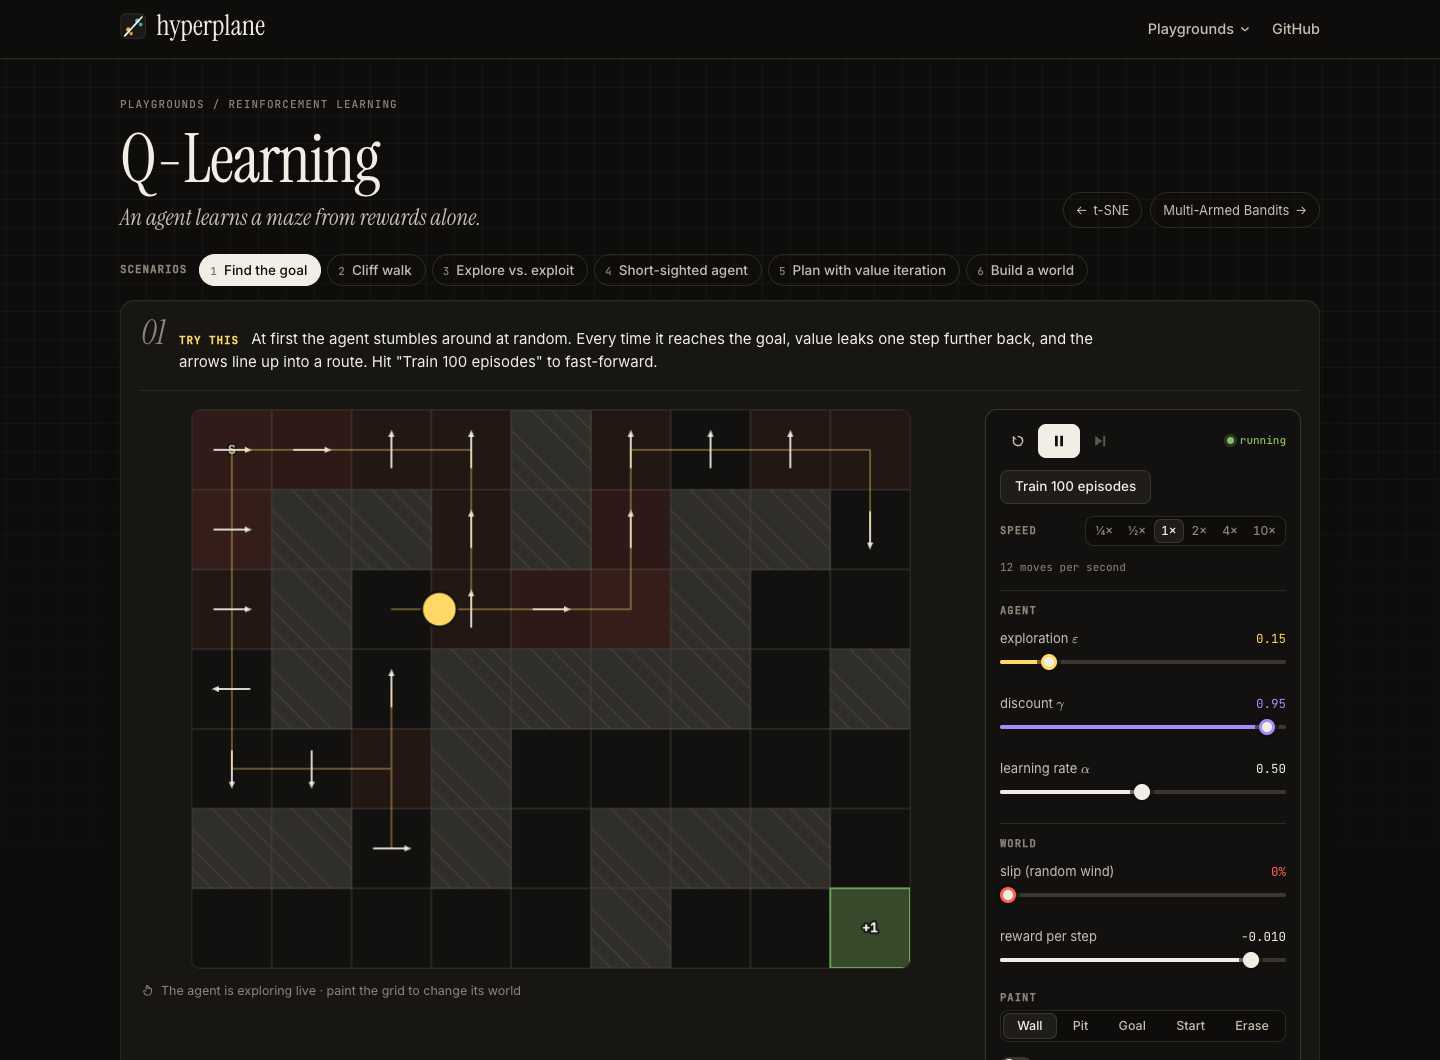 hyperplane
Playgrounds
GitHub
PLAYGROUNDS / REINFORCEMENT LEARNING
Q-Learning
An agent learns a maze from rewards alone.
← t-SNE
Multi-Armed Bandits →
SCENARIOS
1 Find the goal
2 Cliff walk
3 Explore vs. exploit
4 Short-sighted agent
5 Plan with value iteration
6 Build a world
01
TRY THIS At first the agent stumbles around at random. Every time it reaches the goal, value leaks one step further back, and the
arrows line up into a route. Hit "Train 100 episodes" to fast-forward.
running
Train 100 episodes
SPEED
¼× ½× 1× 2× 4× 10×
12 moves per second
AGENT
exploration ε 0.15
discount γ 0.95
learning rate α 0.50
WORLD
slip (random wind) 0%
reward per step -0.010
PAINT
Wall Pit Goal Start Erase
S
+1
The agent is exploring live · paint the grid to change its world